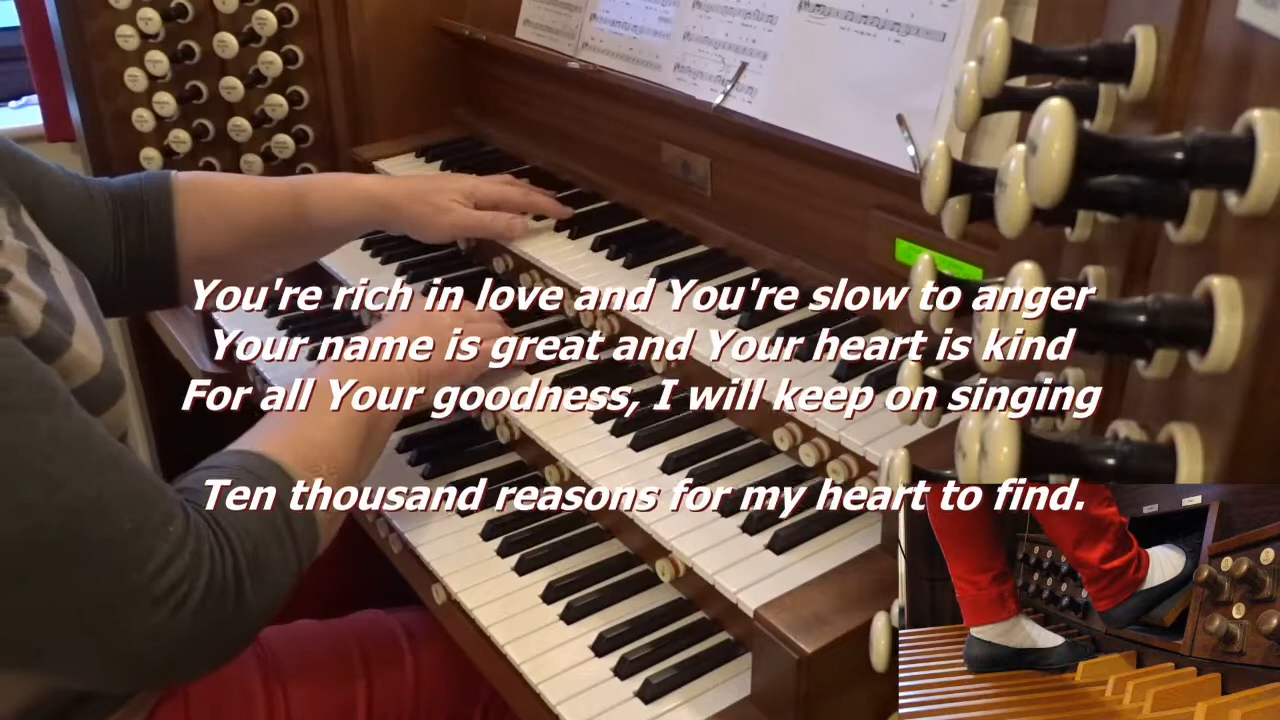 You're rich in love and You're slow to anger
Your name is great and Your heart is kind
For all Your goodness, I will keep on singing
Ten thousand reasons for my heart to find.